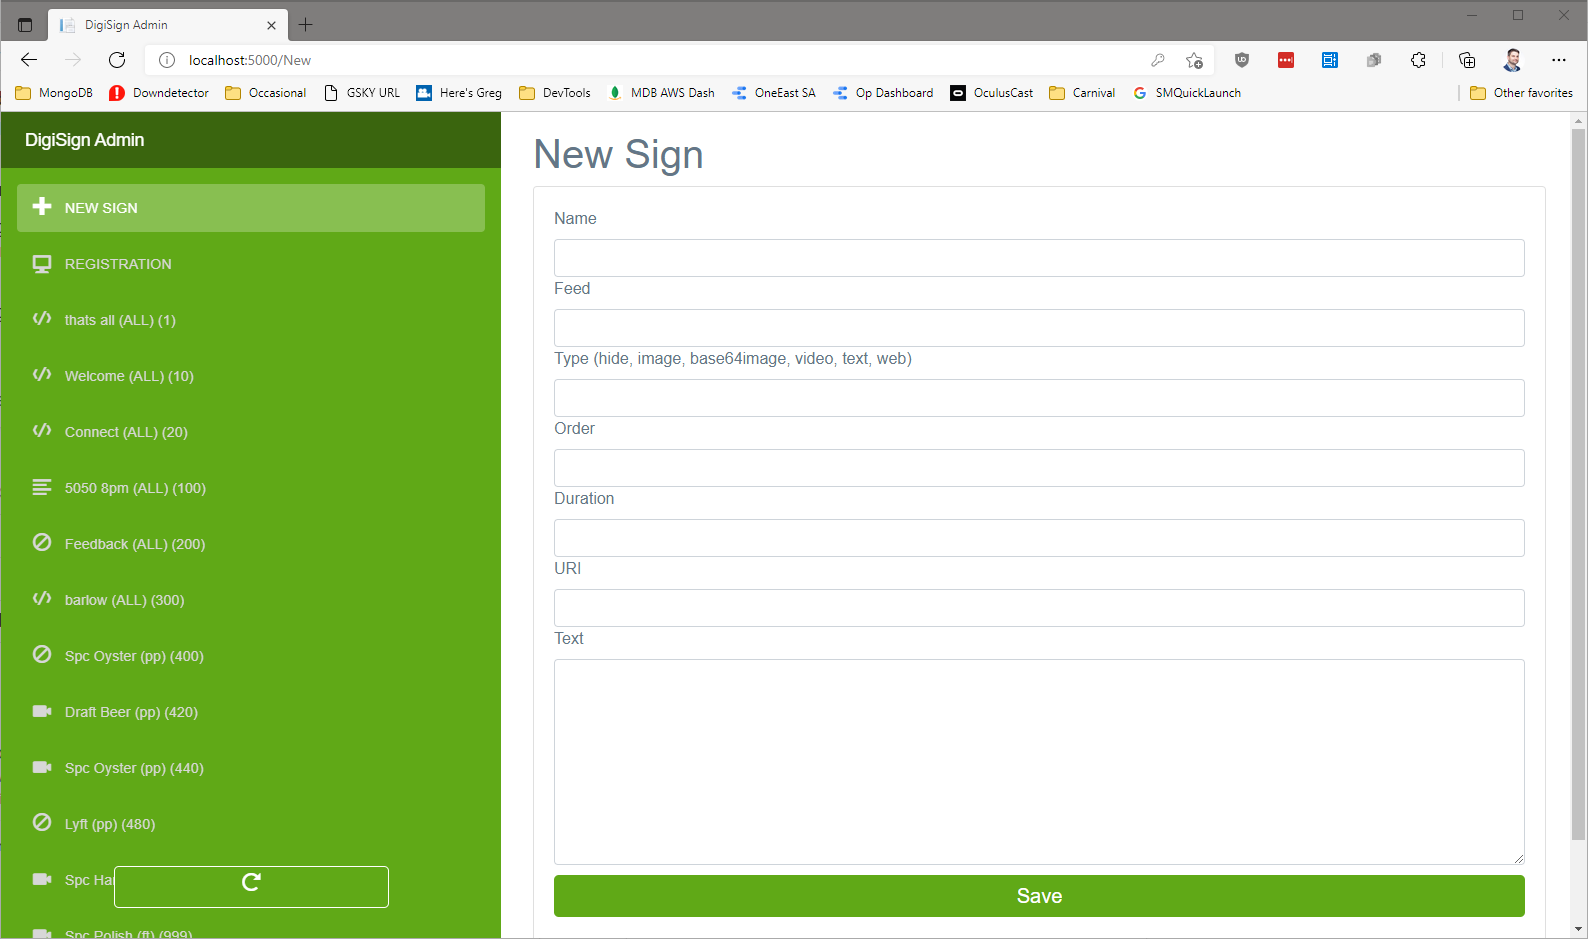 DigiSign Admin
localhost:5000/New
MongoDB Downdetector Occasional GSKY URL Here's Greg DevTools MDB AWS Dash OneEast SA Op Dashboard OculusCast Carnival SMQuickLaunch Other favorites
DigiSign Admin
NEW SIGN
REGISTRATION
thats all (ALL) (1)
Welcome (ALL) (10)
Connect (ALL) (20)
5050 8pm (ALL) (100)
Feedback (ALL) (200)
barlow (ALL) (300)
Spc Oyster (pp) (400)
Draft Beer (pp) (420)
Spc Oyster (pp) (440)
Lyft (pp) (480)
Spc Ha
Spc Polish (ft) (999)
New Sign
Name
Feed
Type (hide, image, base64image, video, text, web)
Order
Duration
URI
Text
Save